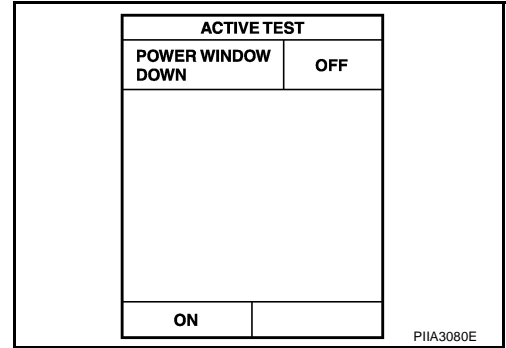 ACTIVE TEST
POWER WINDOW
DOWN
OFF
ON
PIIA3080E